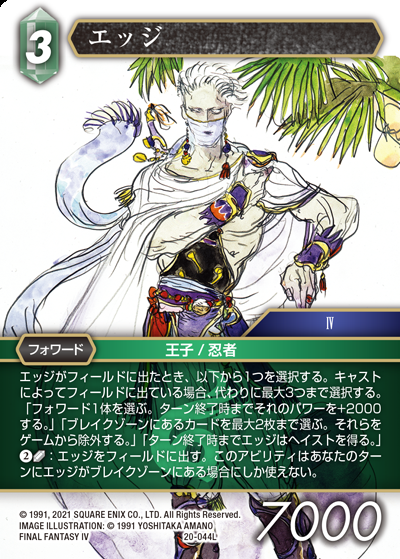 3
エッジ
IV
フォワード
王子 / 忍者
エッジがフィールドに出たとき、以下から1つを選択する。キャスト
によってフィールドに出ている場合、代わりに最大3つまで選択する。
「フォワード1体を選ぶ。ターン終了時までそれのパワーを+2000
する。」「ブレイクゾーンにあるカードを最大2枚まで選ぶ。それらを
ゲームから除外する。」「ターン終了時までエッジはヘイストを得る。」
2：エッジをフィールドに出す。このアビリティはあなたのター
ンにエッジがブレイクゾーンにある場合にしか使えない。
© 1991, 2021 SQUARE ENIX CO., LTD. All Rights Reserved.
IMAGE ILLUSTRATION: © 1991 YOSHITAKA AMANO
FINAL FANTASY IV
20-044L
7000